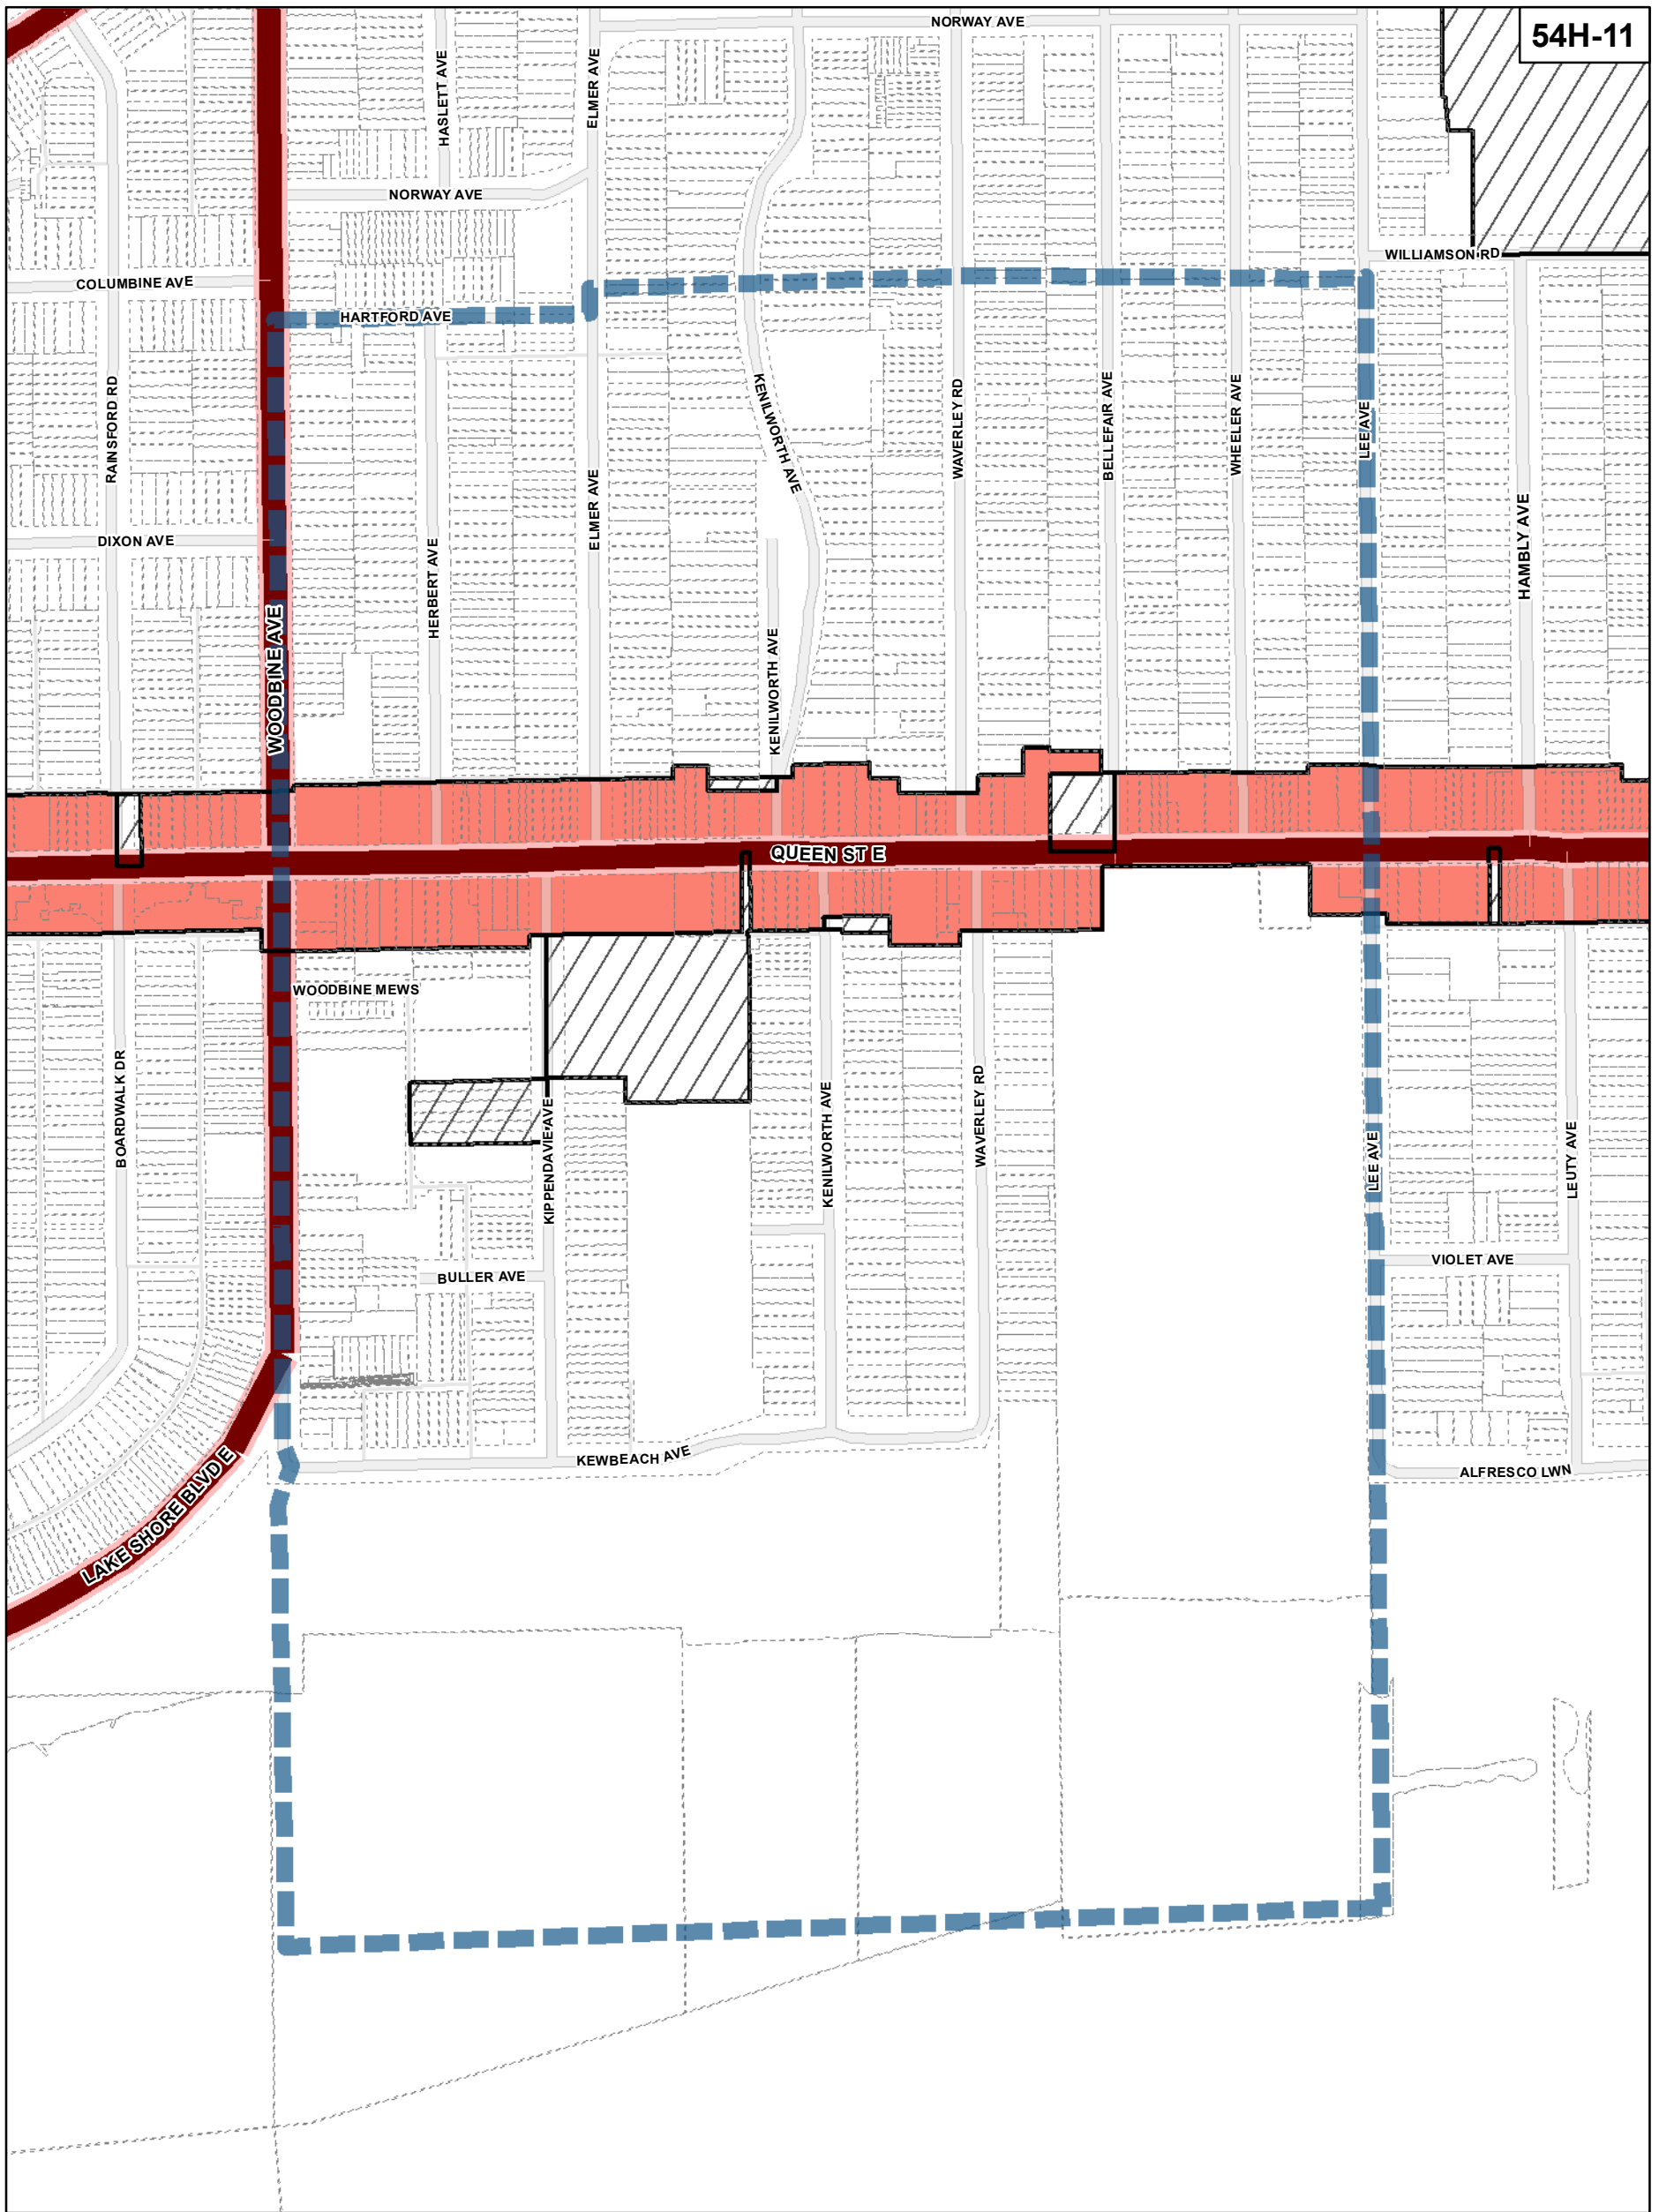 54H-11
NORWAY AVE
HASLETT AVE
ELMER AVE
NORWAY AVE
WILLIAMSON RD
COLUMBINE AVE
HARTFORD AVE
RAINSFORD RD
KENILWORTH AVE
WAVERLEY RD
BELLEFAIR AVE
WHEELER AVE
LEE AVE
ELMER AVE
HAMBLY AVE
DIXON AVE
HERBERT AVE
WOODBINE AVE
KENILWORTH AVE
QUEEN ST E
WOODBINE MEWS
BOARDWALK DR
KIPPENDAVIE AVE
KENILWORTH AVE
WAVERLEY RD
LEE AVE
LEUTY AVE
VIOLET AVE
BULLER AVE
KEWBEACH AVE
ALFRESCO LWN
LAKE SHORE BLVD E